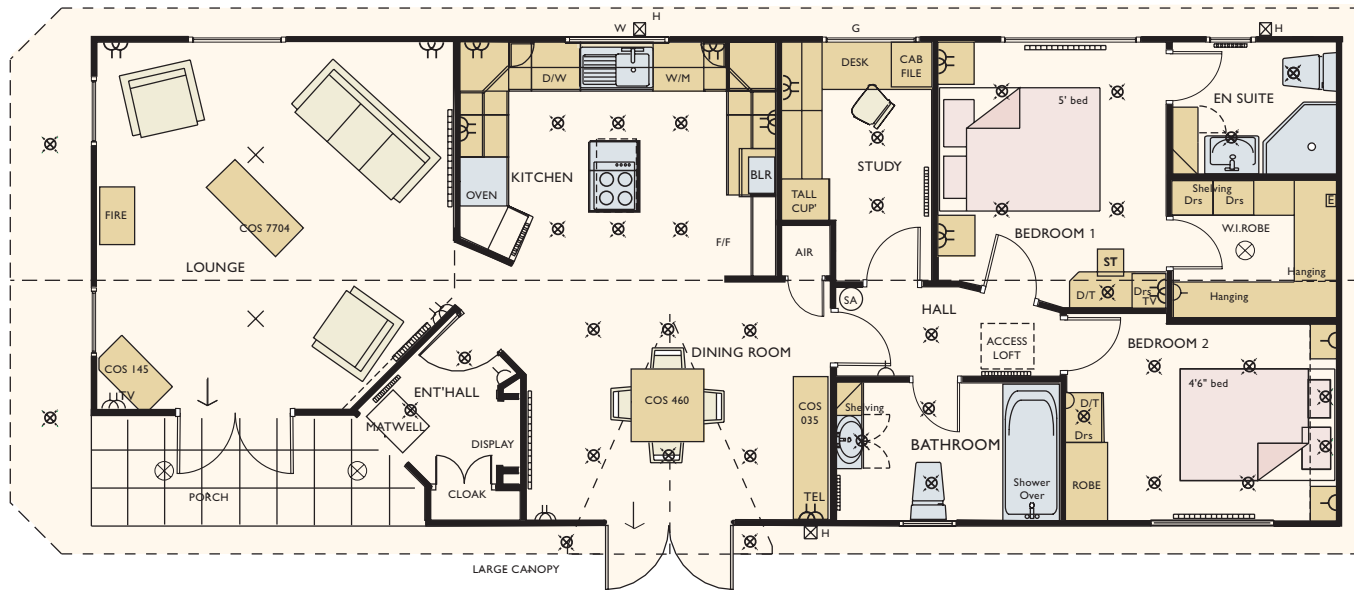 H
W
G
H
D/W
W/M
DESK
CAB
FILE
5' bed
EN SUITE
KITCHEN
OVEN
BLR
STUDY
TALL
CUP'
FIRE
COS 7704
LOUNGE
F/F
AIR
BEDROOM 1
Shelving
Drs
Drs
E
W.I.ROBE
ST
Hanging
Hanging
D/T
Drs
TV
SA
HALL
ACCESS
LOFT
BEDROOM 2
DINING ROOM
COS 145
TV
ENT'HALL
MATWELL
COS 460
COS
035
Shelving
4'6" bed
D/T
Drs
DISPLAY
BATHROOM
CLOAK
PORCH
TEL
Shower
Over
ROBE
H
LARGE CANOPY